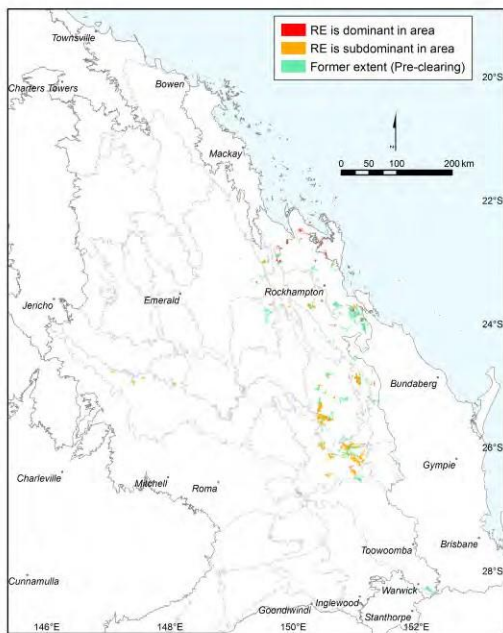 RE is dominant in area
RE is subdominant in area
Former extent (Pre-clearing)
Townsville
20°S
Charters Towers
Bowen
Mackay
0 50 100 200 km
22°S
Rockhampton
Emerald
Jericho
24°S
Bundaberg
26°S
Gympie
Charleville
Mitchell
Roma
Brisbane
Toowoomba
28°S
Cunnamulla
Warwick
Inglewood
Goondiwindi
Stanthorpe
146°E
148°E
150°E
152°E